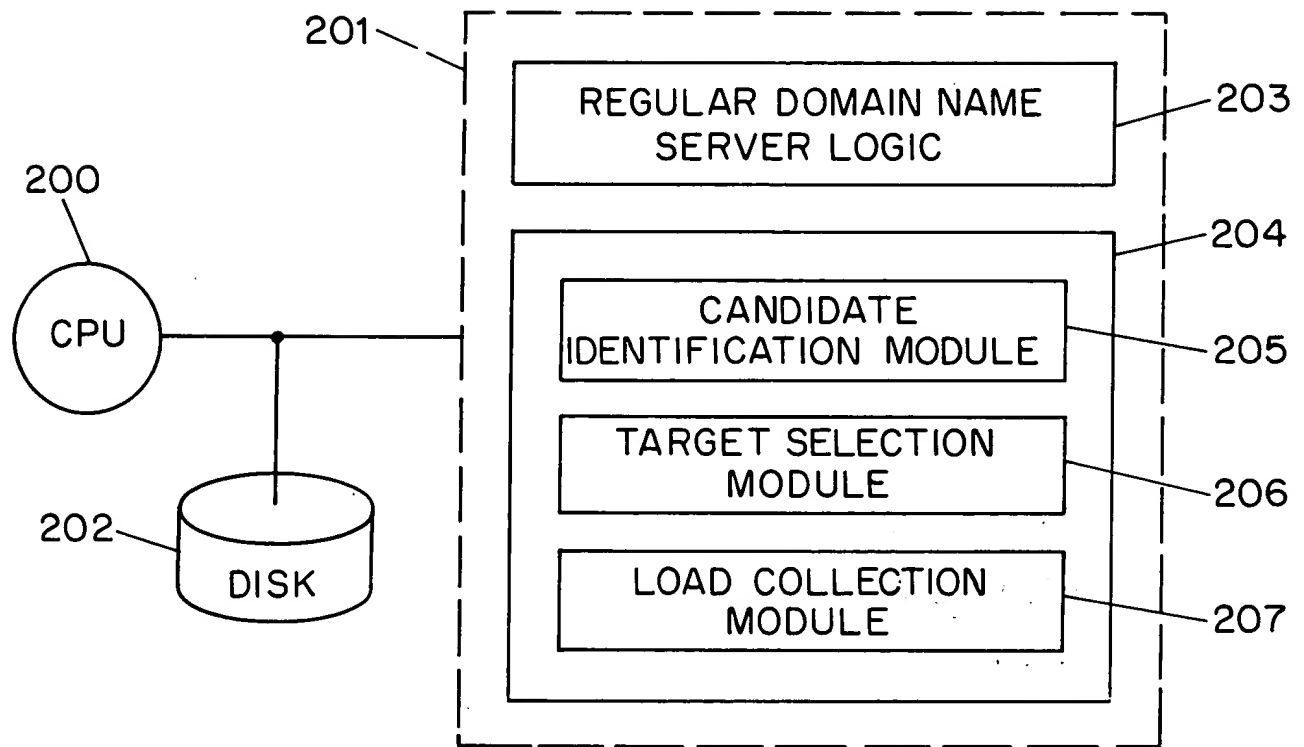 201
REGULAR DOMAIN NAME
SERVER LOGIC
203
200
CPU
204
CANDIDATE
IDENTIFICATION MODULE
205
TARGET SELECTION
MODULE
206
202
DISK
LOAD COLLECTION
MODULE
207